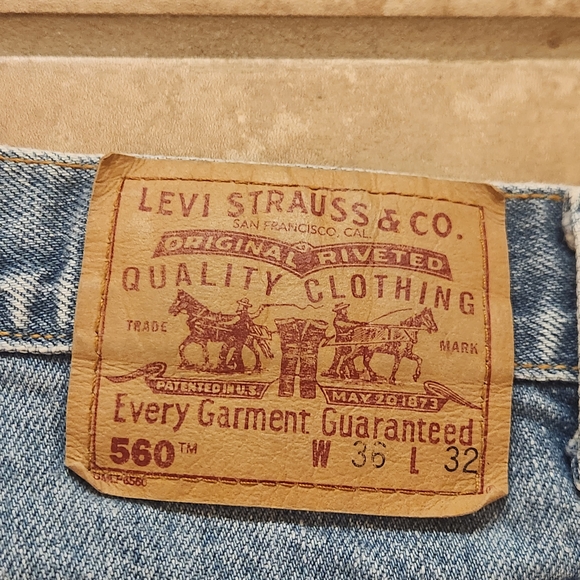 LEVI STRAUSS & CO.
SAN FRANCISCO, CAL.
ORIGINAL RIVETED
QUALITY CLOTHING
TRADE MARK
PATENTED IN U.S. MAY 20 1873
Every Garment Guaranteed
560™ W 36 L 32